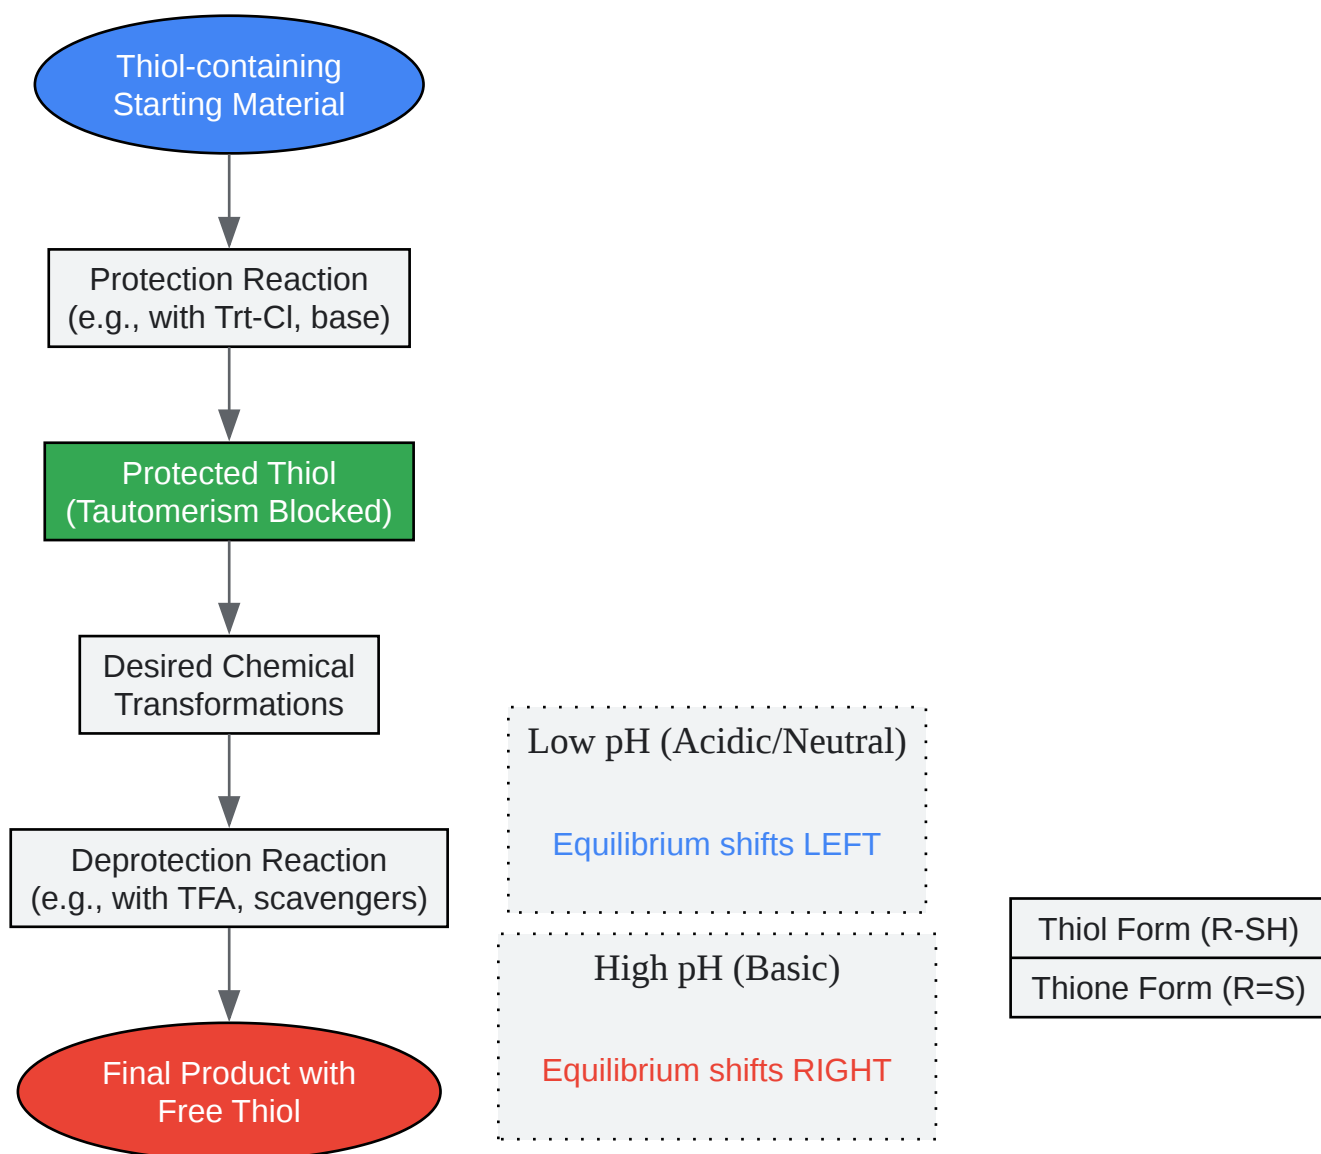 Thiol-containing
Starting Material
Protection Reaction
(e.g., with Trt-Cl, base)
Protected Thiol
(Tautomerism Blocked)
Desired Chemical
Transformations
Deprotection Reaction
(e.g., with TFA, scavengers)
Final Product with
Free Thiol
Low pH (Acidic/Neutral)
Equilibrium shifts LEFT
High pH (Basic)
Equilibrium shifts RIGHT
Thiol Form (R-SH)
Thione Form (R=S)